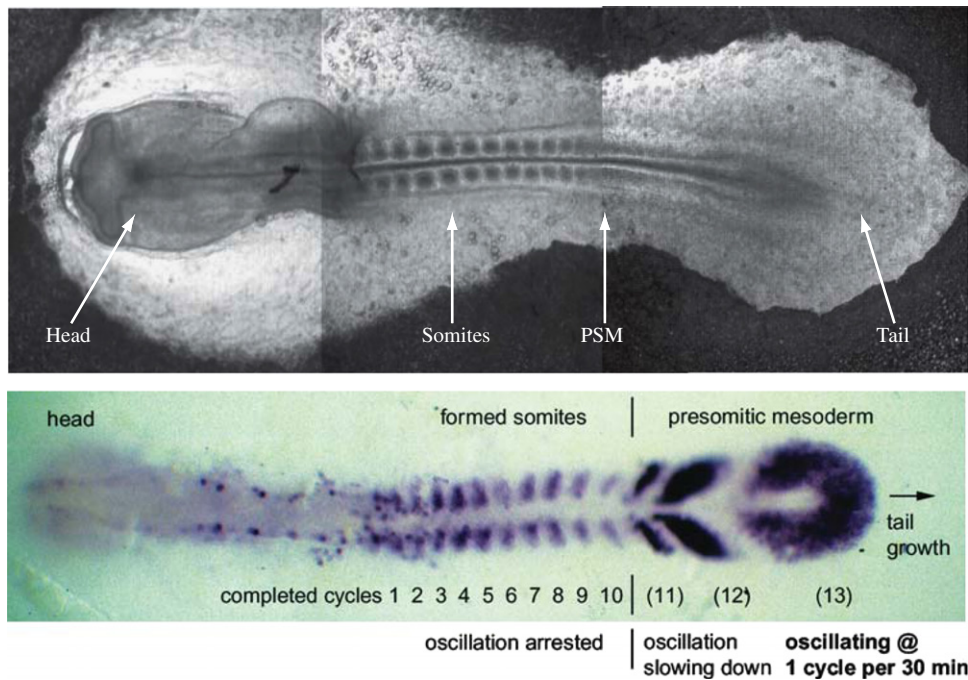 Head Somites PSM Tail
head formed somites presomitic mesoderm
tail
growth
completed cycles 1 2 3 4 5 6 7 8 9 10 (11) (12) (13)
oscillation arrested oscillation oscillating @
slowing down 1 cycle per 30 min